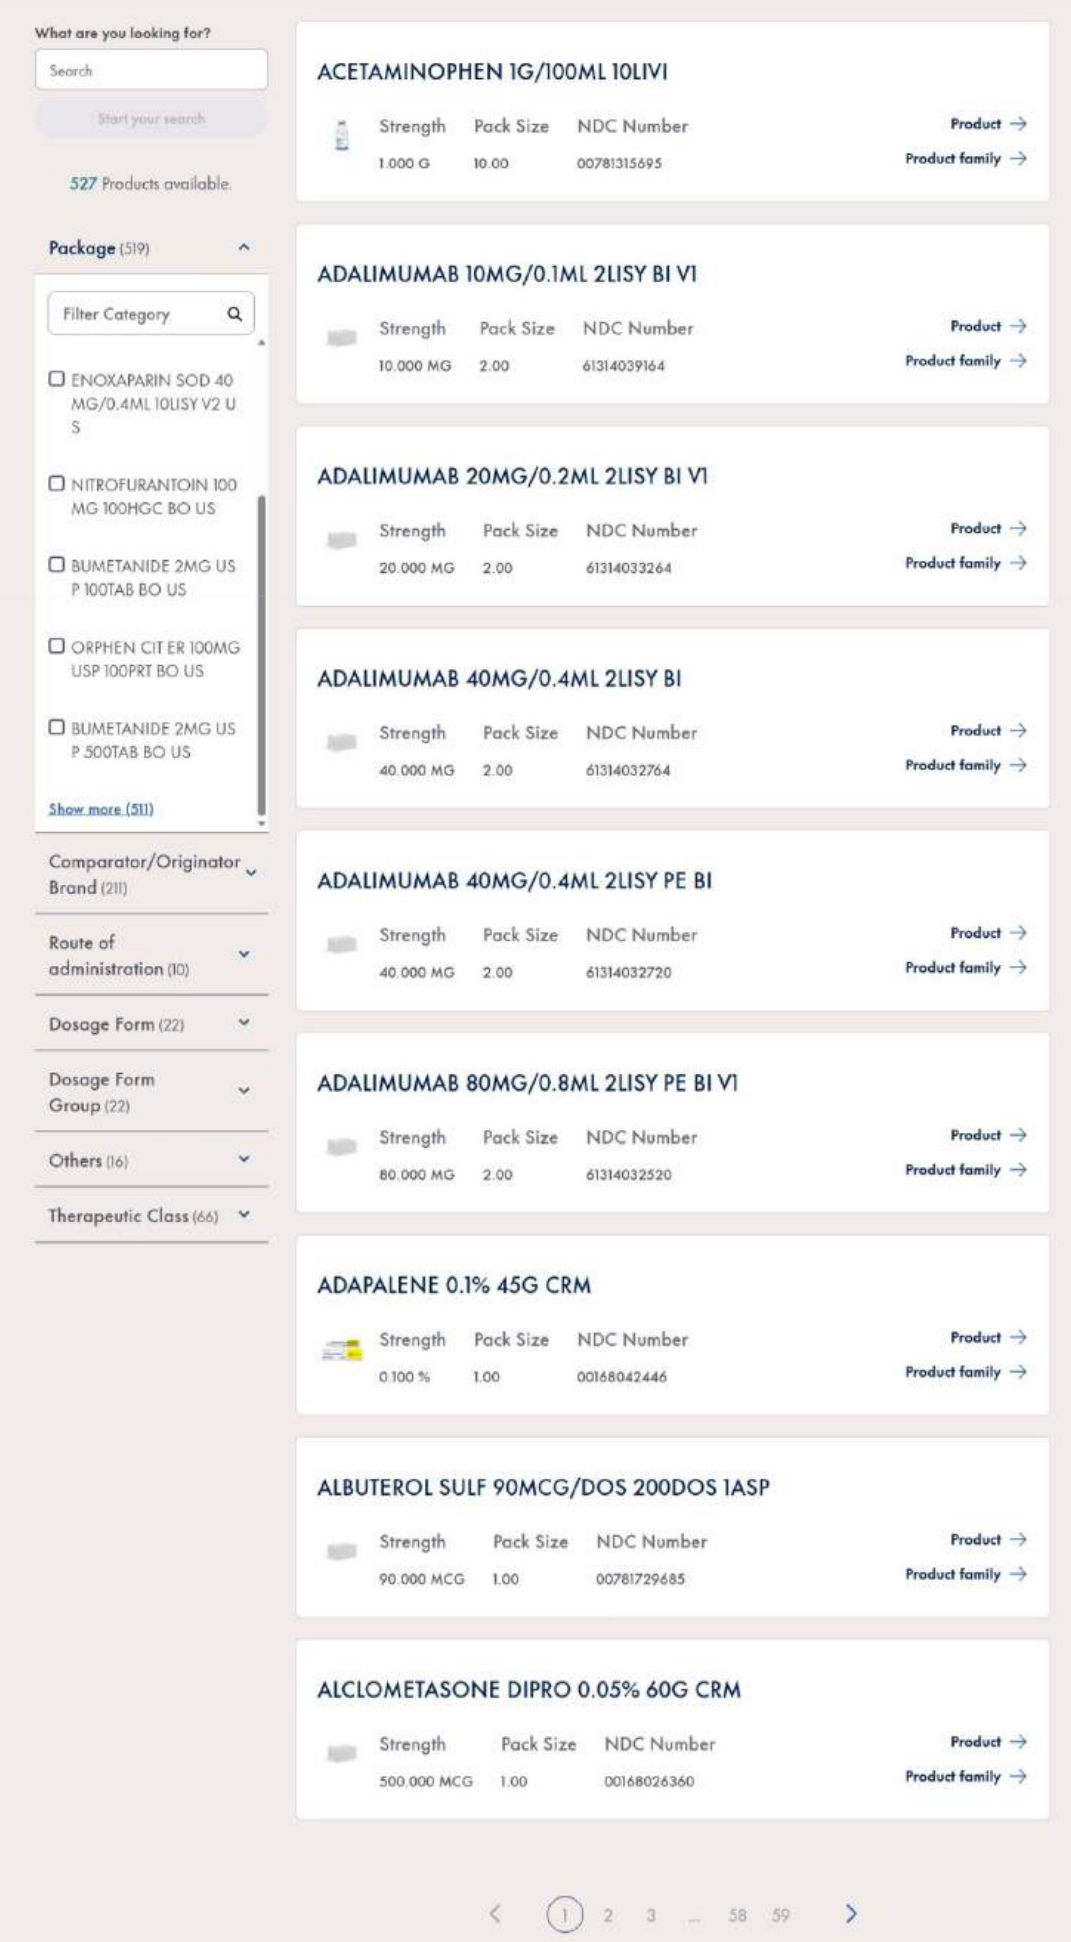 What are you looking for?
Search
Start your search
527 Products available.
Package (519)
Filter Category
ENOXAPARIN SOD 40
MG/0.4ML 10LISY V2 U
S
NITROFURANTOIN 100
MG 100HGC BO US
BUMETANIDE 2MG US
P 100TAB BO US
ORPHEN CIT ER 100MG
USP 100PRT BO US
BUMETANIDE 2MG US
P 500TAB BO US
Show more (511)
Comparator/Originator
Brand (211)
Route of
administration (10)
Dosage Form (22)
Dosage Form
Group (22)
Others (16)
Therapeutic Class (66)
ACETAMINOPHEN 1G/100ML 10LIVI
Strength Pack Size NDC Number
1.000 G 10.00 00781315695
Product →
Product family →
ADALIMUMAB 10MG/0.1ML 2LISY BI V1
Strength Pack Size NDC Number
10.000 MG 2.00 61314039164
Product →
Product family →
ADALIMUMAB 20MG/0.2ML 2LISY BI V1
Strength Pack Size NDC Number
20.000 MG 2.00 61314033264
Product →
Product family →
ADALIMUMAB 40MG/0.4ML 2LISY BI
Strength Pack Size NDC Number
40.000 MG 2.00 61314032764
Product →
Product family →
ADALIMUMAB 40MG/0.4ML 2LISY PE BI
Strength Pack Size NDC Number
40.000 MG 2.00 61314032720
Product →
Product family →
ADALIMUMAB 80MG/0.8ML 2LISY PE BI V1
Strength Pack Size NDC Number
80.000 MG 2.00 61314032520
Product →
Product family →
ADAPALENE 0.1% 45G CRM
Strength Pack Size NDC Number
0.100 % 1.00 00168042446
Product →
Product family →
ALBUTEROL SULF 90MCG/DOS 200DOS 1ASP
Strength Pack Size NDC Number
90.000 MCG 1.00 00781729685
Product →
Product family →
ALCLOMETASONE DIPRO 0.05% 60G CRM
Strength Pack Size NDC Number
500.000 MCG 1.00 00168026360
Product →
Product family →
1 2 3 ... 58 59